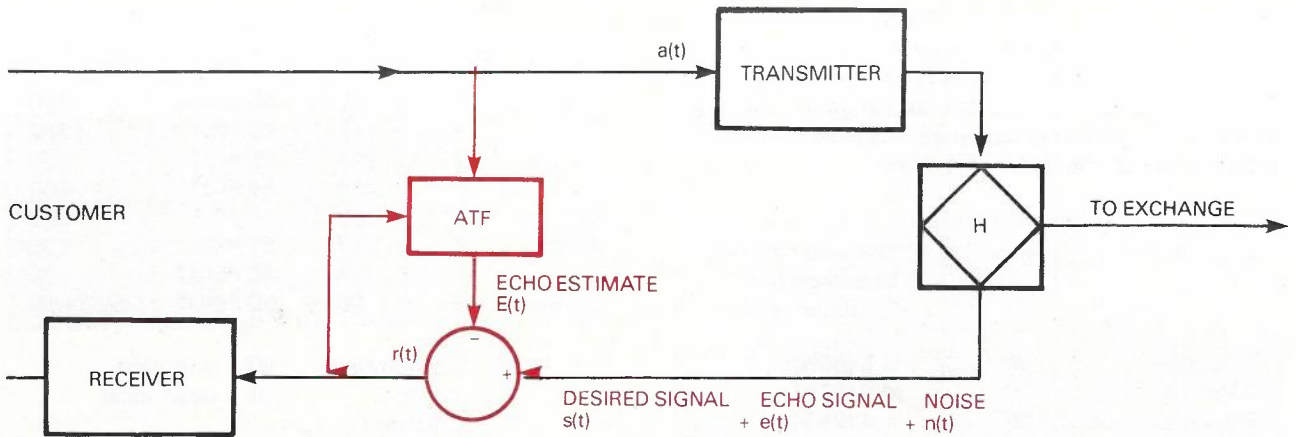 a(t)
TRANSMITTER
CUSTOMER
ATF
H
TO EXCHANGE
ECHO ESTIMATE
E(t)
−
r(t)
+
RECEIVER
DESIRED SIGNAL ECHO SIGNAL NOISE
s(t) + e(t) + n(t)